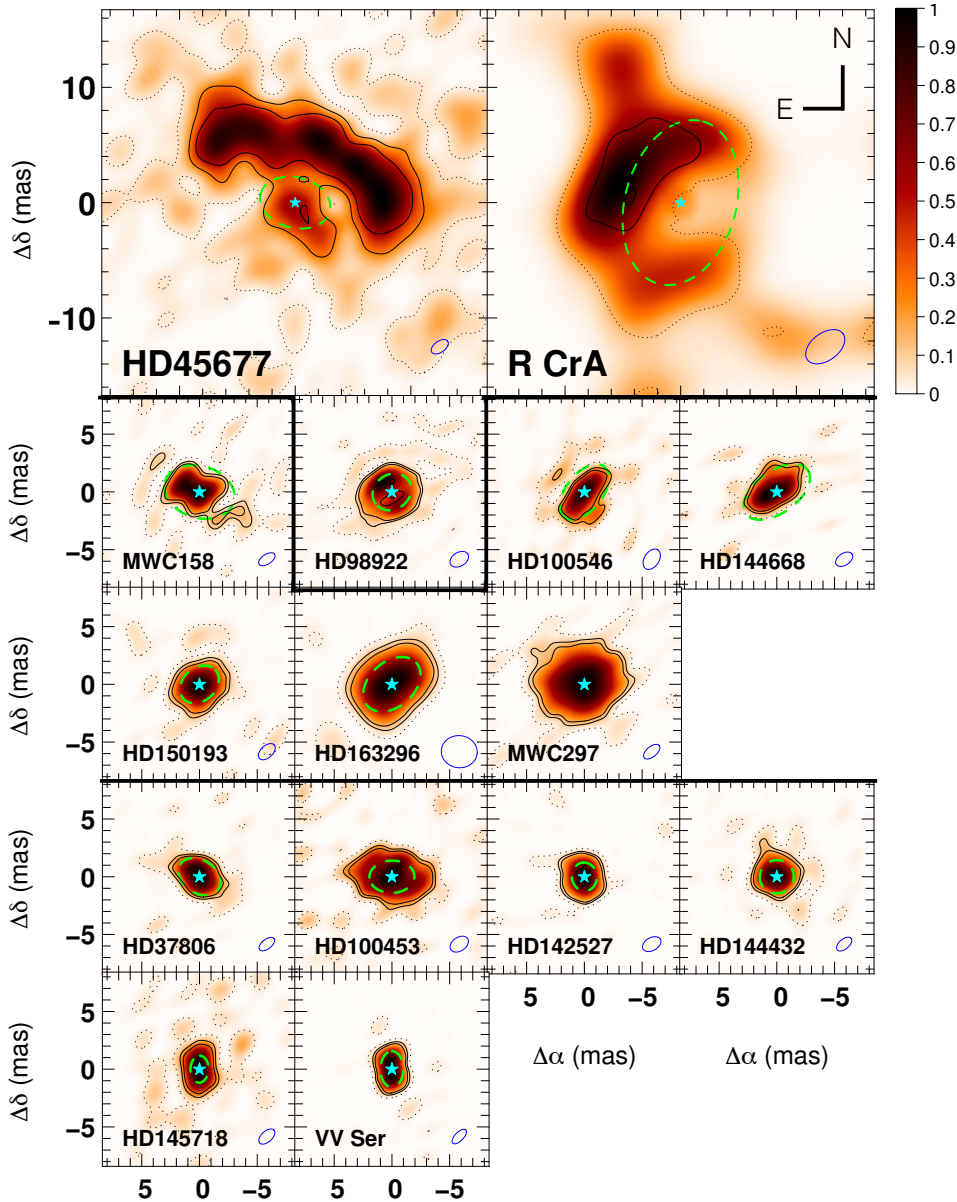 1
0.9
0.8
0.7
0.6
0.5
0.4
0.3
0.2
0.1
0
10
0
-10
Δδ (mas)
HD45677
N
E
R CrA
5
0
-5
Δδ (mas)
MWC158
HD98922
HD100546
HD144668
5
0
-5
Δδ (mas)
HD150193
HD163296
MWC297
5
0
-5
Δδ (mas)
HD37806
HD100453
HD142527
HD144432
5 0 -5
5 0 -5
Δα (mas)
Δα (mas)
5
0
-5
Δδ (mas)
HD145718
VV Ser
5 0 -5
5 0 -5